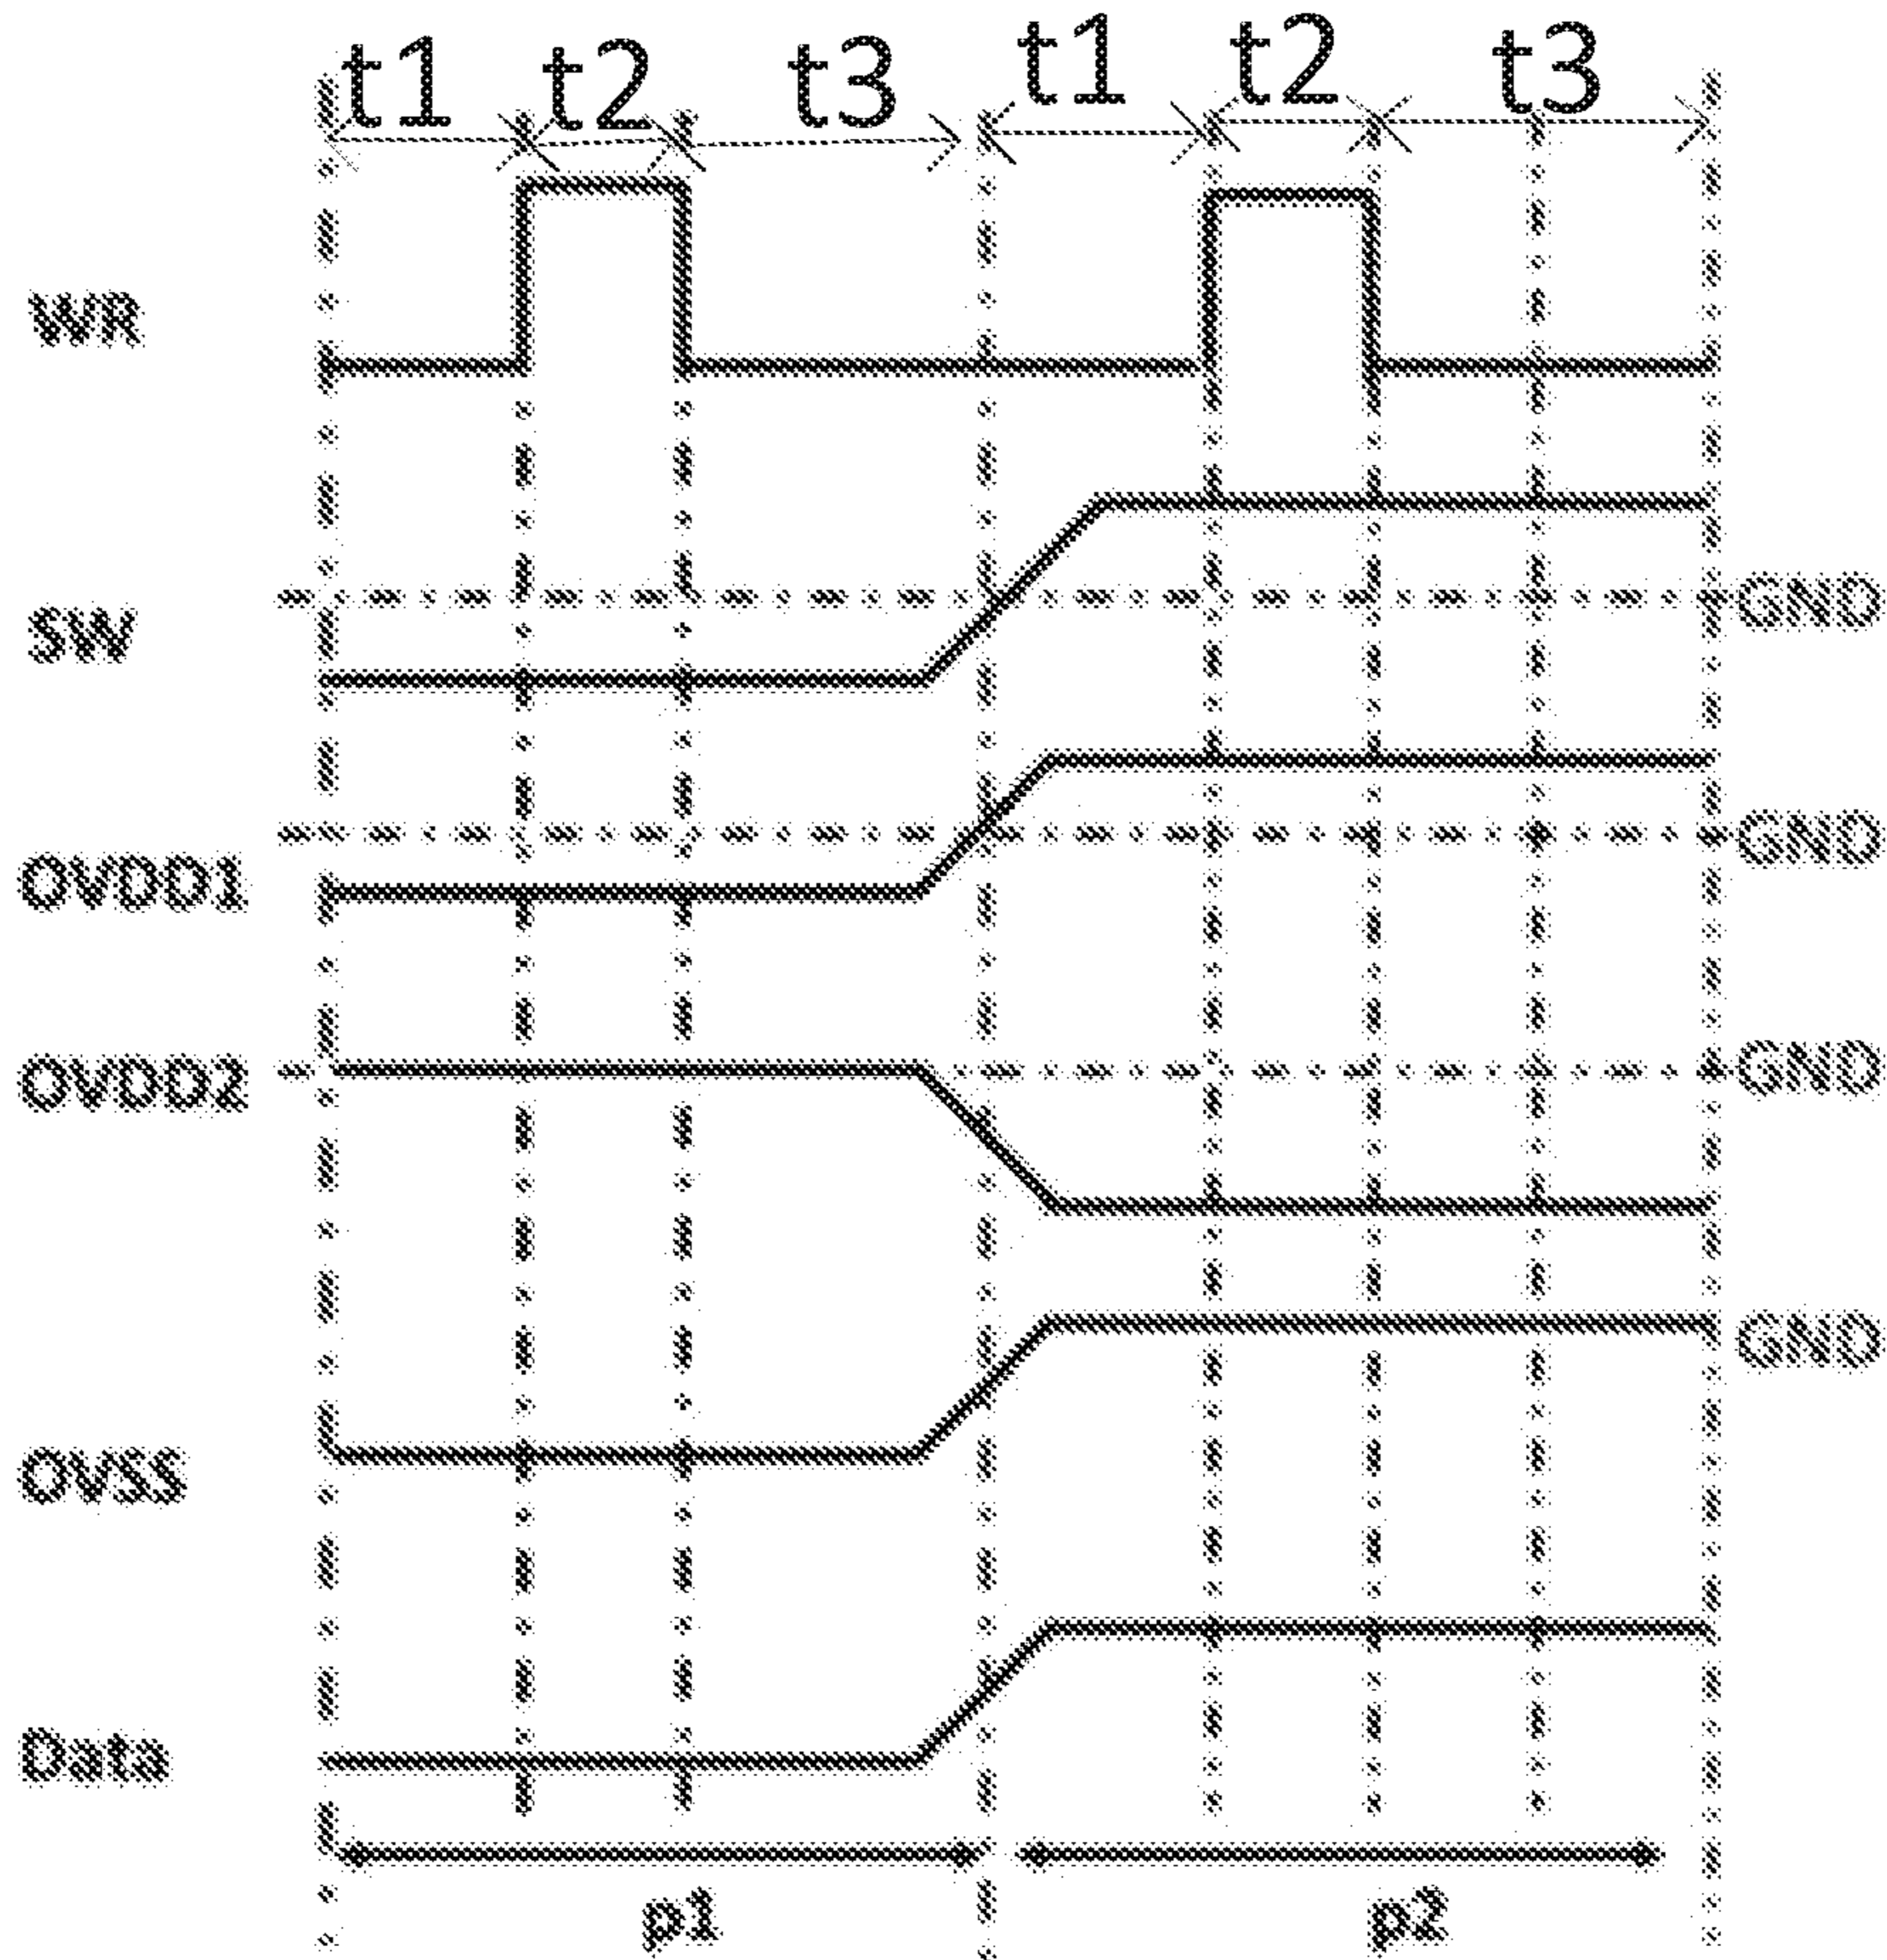 t1 t2 t3 t1 t2 t3
WR
SW GND
OVDD1 GND
OVDD2 GND
OVSS GND
Data
p1 p2